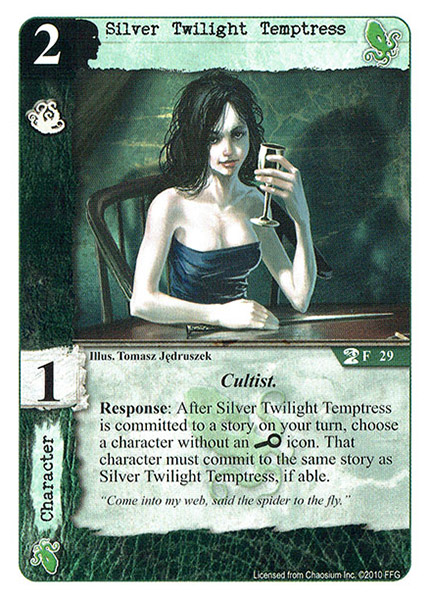 2
Silver Twilight Temptress
Illus. Tomasz Jędruszek
F 29
1
Character
Cultist.
Response: After Silver Twilight Temptress
is committed to a story on your turn, choose
a character without an icon. That
character must commit to the same story as
Silver Twilight Temptress, if able.
"Come into my web, said the spider to the fly."
Licensed from Chaosium Inc. ©2010 FFG